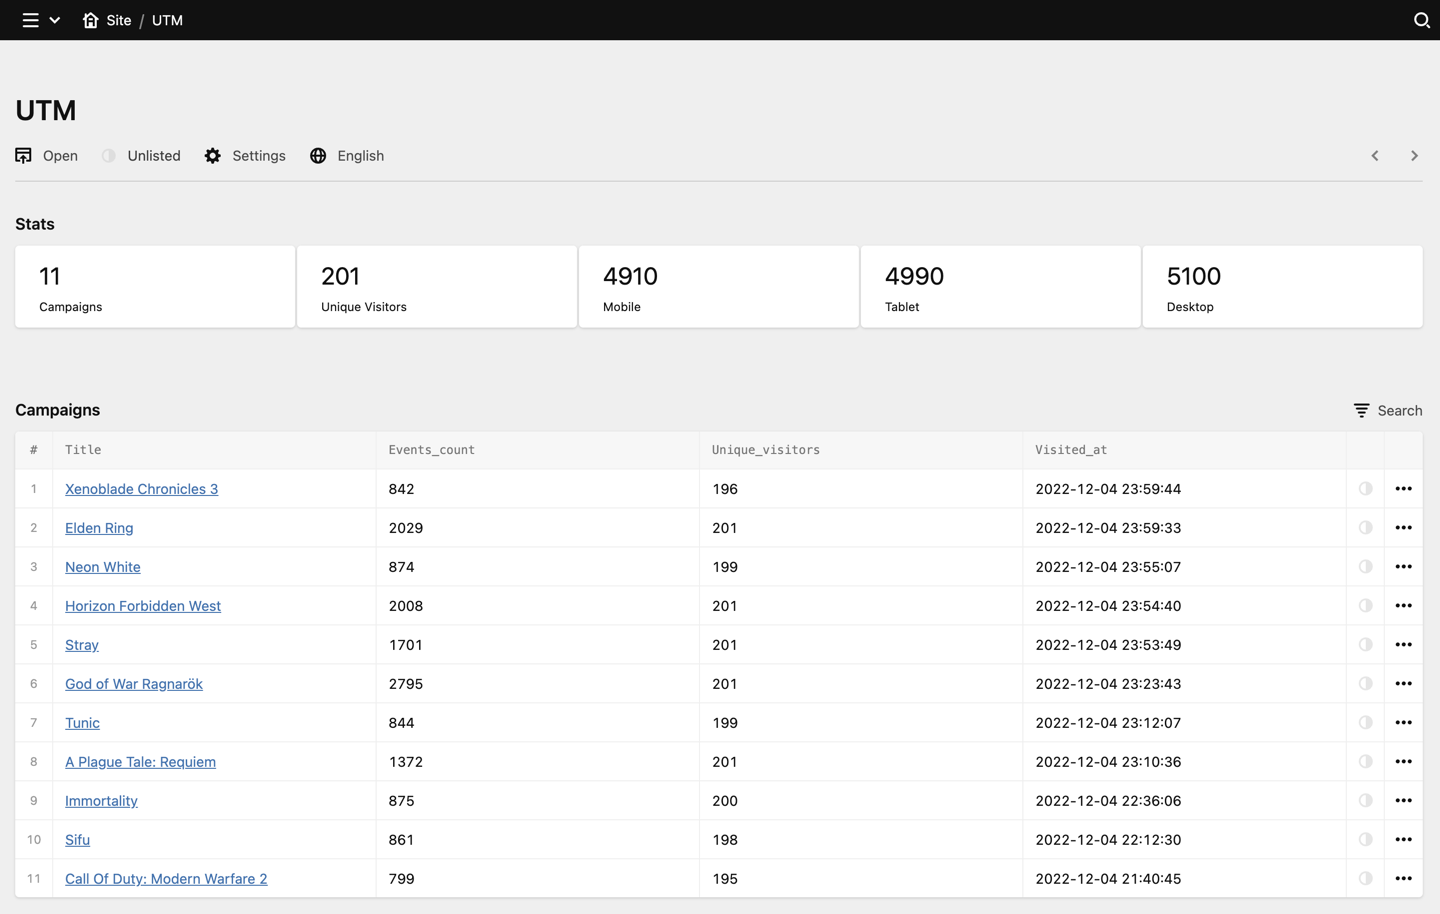 Site / UTM
UTM
Open Unlisted Settings English
Stats
11 201 4910 4990 5100
Campaigns Unique Visitors Mobile Tablet Desktop
Campaigns Search
# Title Events_count Unique_visitors Visited_at
1 Xenoblade Chronicles 3 842 196 2022-12-04 23:59:44
2 Elden Ring 2029 201 2022-12-04 23:59:33
3 Neon White 874 199 2022-12-04 23:55:07
4 Horizon Forbidden West 2008 201 2022-12-04 23:54:40
5 Stray 1701 201 2022-12-04 23:53:49
6 God of War Ragnarök 2795 201 2022-12-04 23:23:43
7 Tunic 844 199 2022-12-04 23:12:07
8 A Plague Tale: Requiem 1372 201 2022-12-04 23:10:36
9 Immortality 875 200 2022-12-04 22:36:06
10 Sifu 861 198 2022-12-04 22:12:30
11 Call Of Duty: Modern Warfare 2 799 195 2022-12-04 21:40:45